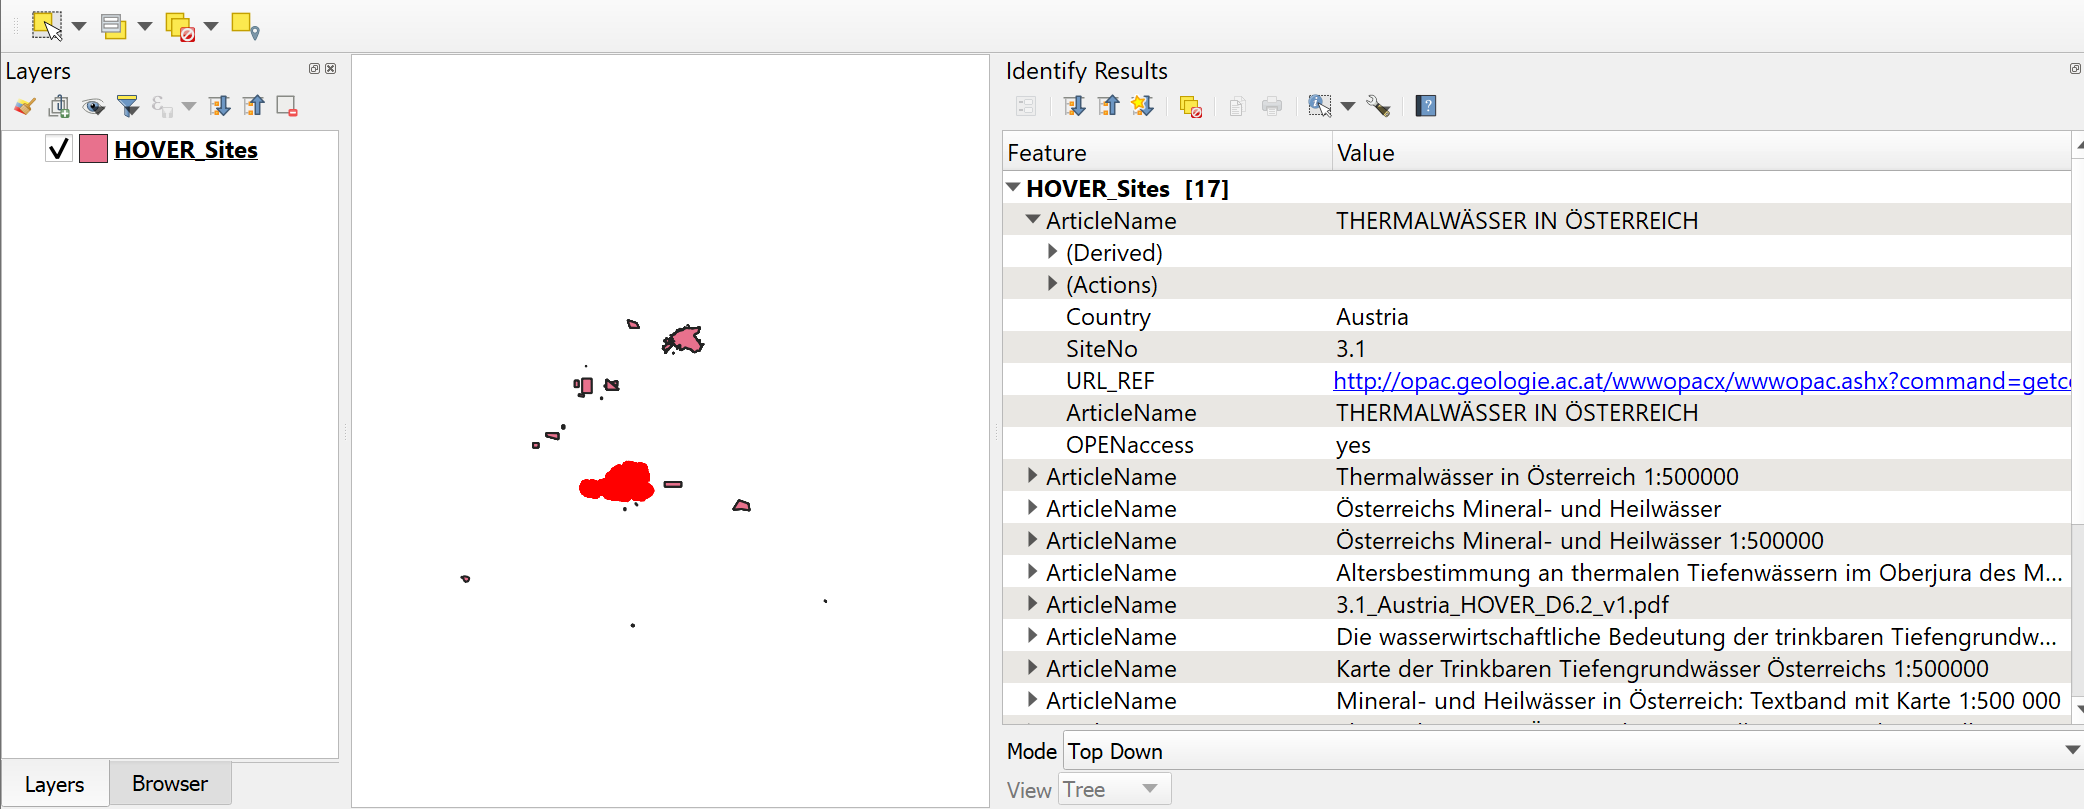 Layers
HOVER_Sites
Layers
Browser
Identify Results
Feature Value
HOVER_Sites [17]
ArticleName THERMALWÄSSER IN ÖSTERREICH
(Derived)
(Actions)
Country Austria
SiteNo 3.1
URL_REF http://opac.geologie.ac.at/wwwopacx/wwwopac.ashx?command=getc
ArticleName THERMALWÄSSER IN ÖSTERREICH
OPENaccess yes
ArticleName Thermalwässer in Österreich 1:500000
ArticleName Österreichs Mineral- und Heilwässer
ArticleName Österreichs Mineral- und Heilwässer 1:500000
ArticleName Altersbestimmung an thermalen Tiefenwässern im Oberjura des M...
ArticleName 3.1_Austria_HOVER_D6.2_v1.pdf
ArticleName Die wasserwirtschaftliche Bedeutung der trinkbaren Tiefengrundw...
ArticleName Karte der Trinkbaren Tiefengrundwässer Österreichs 1:500000
ArticleName Mineral- und Heilwässer in Österreich: Textband mit Karte 1:500 000
Mode Top Down
View Tree